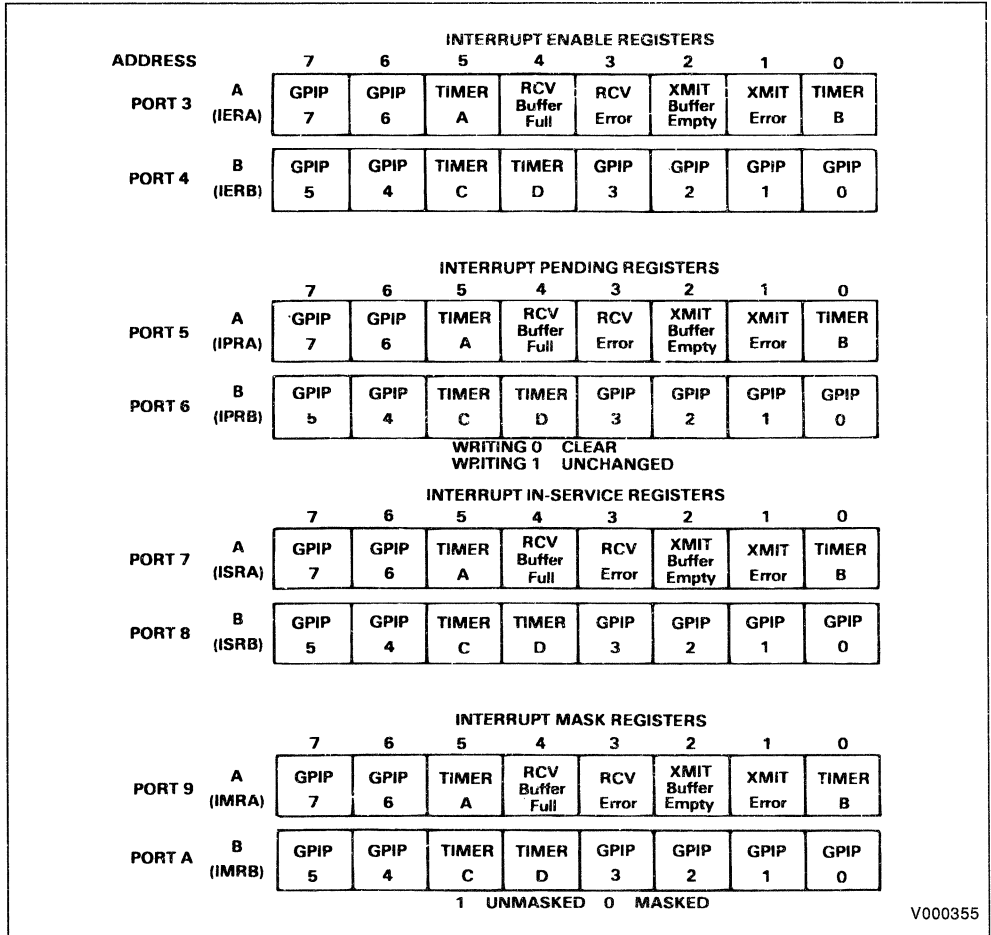 INTERRUPT ENABLE REGISTERS
ADDRESS 7 6 5 4 3 2 1 0
PORT 3 A (IERA) GPIP 7 GPIP 6 TIMER A RCV Buffer Full RCV Error XMIT Buffer Empty XMIT Error TIMER B
PORT 4 B (IERB) GPIP 5 GPIP 4 TIMER C TIMER D GPIP 3 GPIP 2 GPIP 1 GPIP 0
INTERRUPT PENDING REGISTERS
7 6 5 4 3 2 1 0
PORT 5 A (IPRA) GPIP 7 GPIP 6 TIMER A RCV Buffer Full RCV Error XMIT Buffer Empty XMIT Error TIMER B
PORT 6 B (IPRB) GPIP 5 GPIP 4 TIMER C TIMER D GPIP 3 GPIP 2 GPIP 1 GPIP 0
WRITING 0 CLEAR
WRITING 1 UNCHANGED
INTERRUPT IN-SERVICE REGISTERS
7 6 5 4 3 2 1 0
PORT 7 A (ISRA) GPIP 7 GPIP 6 TIMER A RCV Buffer Full RCV Error XMIT Buffer Empty XMIT Error TIMER B
PORT 8 B (ISRB) GPIP 5 GPIP 4 TIMER C TIMER D GPIP 3 GPIP 2 GPIP 1 GPIP 0
INTERRUPT MASK REGISTERS
7 6 5 4 3 2 1 0
PORT 9 A (IMRA) GPIP 7 GPIP 6 TIMER A RCV Buffer Full RCV Error XMIT Buffer Empty XMIT Error TIMER B
PORT A B (IMRB) GPIP 5 GPIP 4 TIMER C TIMER D GPIP 3 GPIP 2 GPIP 1 GPIP 0
1 UNMASKED 0 MASKED
V000355